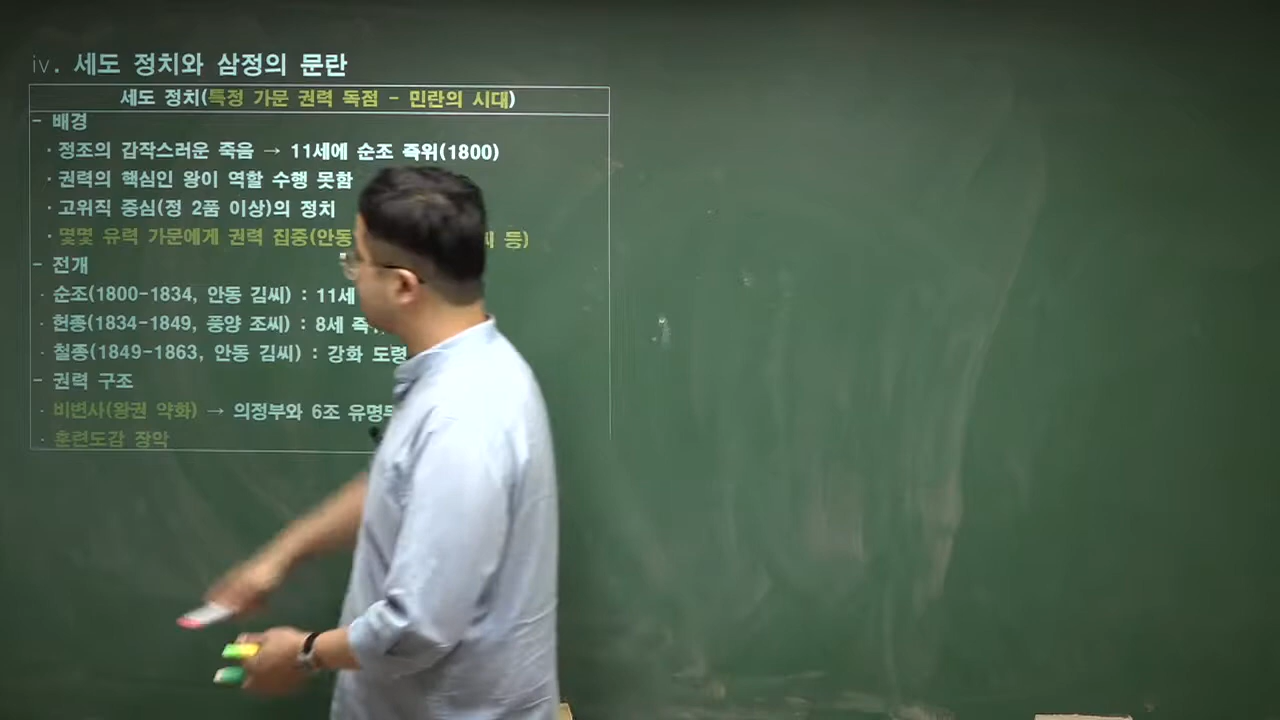 iv. 세도 정치와 삼정의 문란
세도 정치(특정 가문 권력 독점 - 민란의 시대)
- 배경
· 정조의 갑작스러운 죽음 → 11세에 순조 즉위(1800)
· 권력의 핵심인 왕이 역할 수행 못함
· 고위직 중심(정 2품 이상)의 정치
· 몇몇 유력 가문에게 권력 집중(안동 등)
- 전개
· 순조(1800-1834, 안동 김씨) : 11세
· 헌종(1834-1849, 풍양 조씨) : 8세
· 철종(1849-1863, 안동 김씨) : 강화 도령
- 권력 구조
· 비변사(왕권 약화) → 의정부와 6조 유명무
· 훈련도감 장악